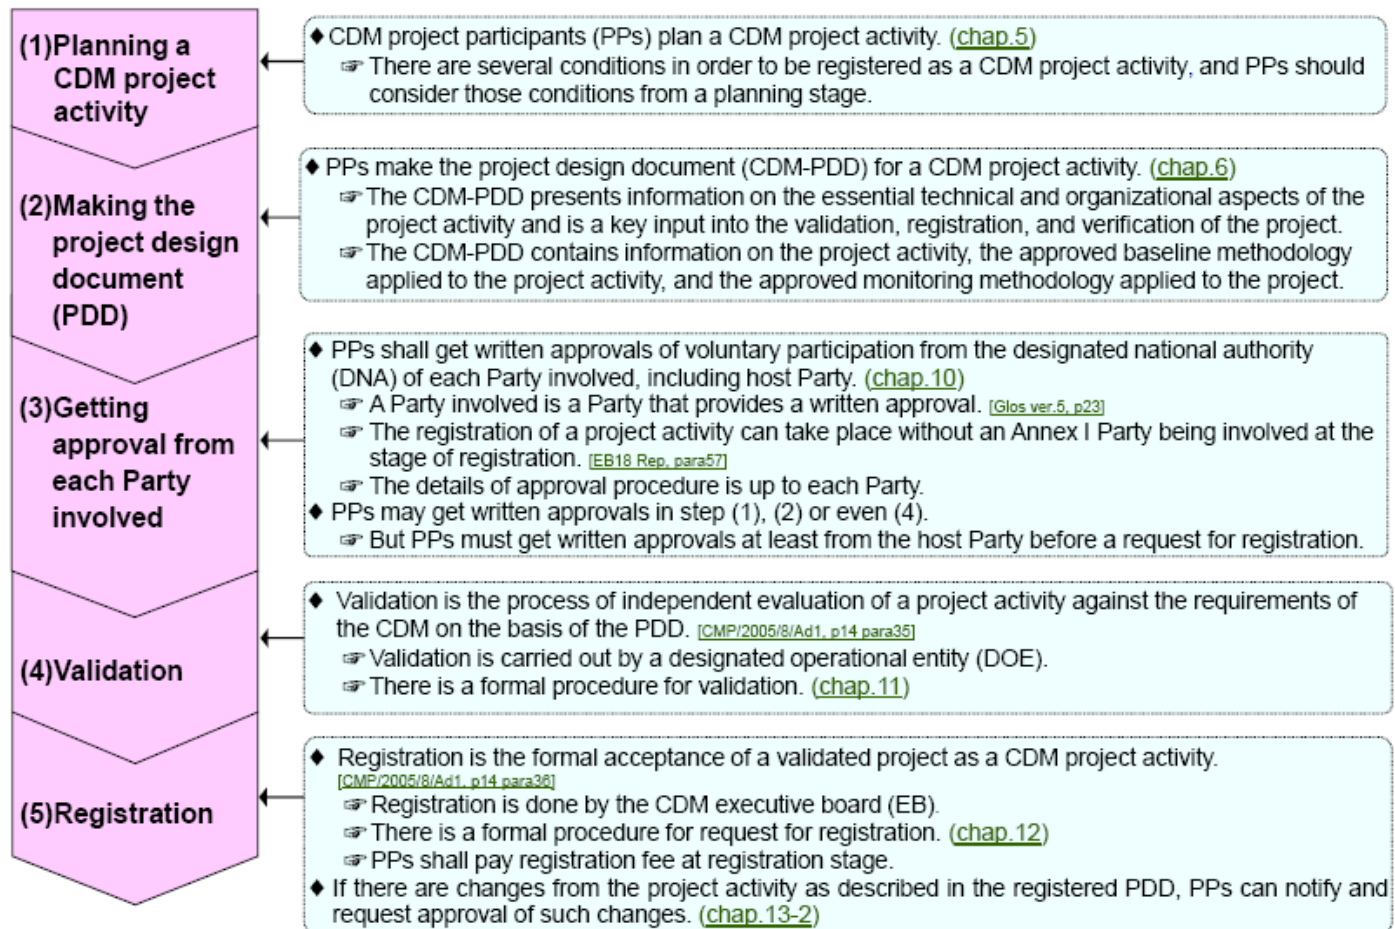 (1)Planning a
CDM project
activity
♦ CDM project participants (PPs) plan a CDM project activity. (chap.5)
☞ There are several conditions in order to be registered as a CDM project activity, and PPs should
consider those conditions from a planning stage.
(2)Making the
project design
document
(PDD)
♦ PPs make the project design document (CDM-PDD) for a CDM project activity. (chap.6)
☞ The CDM-PDD presents information on the essential technical and organizational aspects of the
project activity and is a key input into the validation, registration, and verification of the project.
☞ The CDM-PDD contains information on the project activity, the approved baseline methodology
applied to the project activity, and the approved monitoring methodology applied to the project.
(3)Getting
approval from
each Party
involved
♦ PPs shall get written approvals of voluntary participation from the designated national authority
(DNA) of each Party involved, including host Party. (chap.10)
☞ A Party involved is a Party that provides a written approval. [Glos ver.5, p23]
☞ The registration of a project activity can take place without an Annex I Party being involved at the
stage of registration. [EB18 Rep, para57]
☞ The details of approval procedure is up to each Party.
♦ PPs may get written approvals in step (1), (2) or even (4).
☞ But PPs must get written approvals at least from the host Party before a request for registration.
(4)Validation
♦ Validation is the process of independent evaluation of a project activity against the requirements of
the CDM on the basis of the PDD. [CMP/2005/8/Ad1, p14 para35]
☞ Validation is carried out by a designated operational entity (DOE).
☞ There is a formal procedure for validation. (chap.11)
(5)Registration
♦ Registration is the formal acceptance of a validated project as a CDM project activity.
[CMP/2005/8/Ad1, p14 para36]
☞ Registration is done by the CDM executive board (EB).
☞ There is a formal procedure for request for registration. (chap.12)
☞ PPs shall pay registration fee at registration stage.
♦ If there are changes from the project activity as described in the registered PDD, PPs can notify and
request approval of such changes. (chap.13-2)